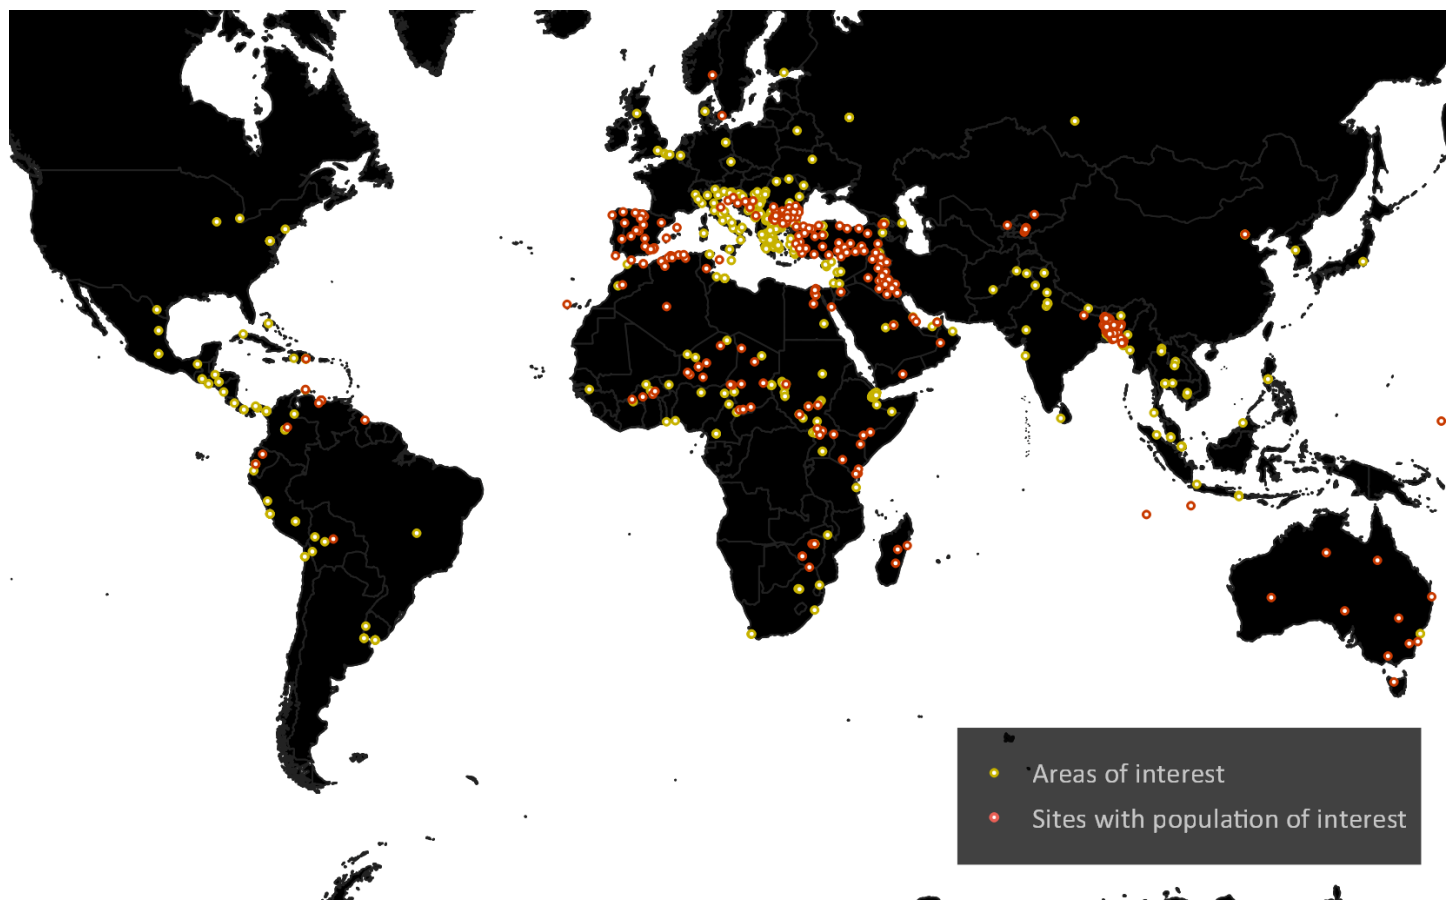 Areas of interest
Sites with population of interest